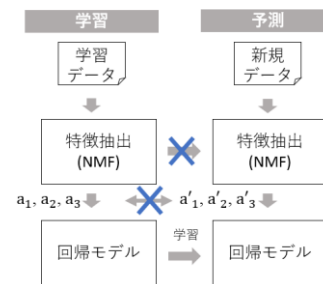 学習
予測
学習
データ
新規
データ
特徴抽出
(NMF)
特徴抽出
(NMF)
a₁, a₂, a₃
a′₁, a′₂, a′₃
学習
回帰モデル
回帰モデル